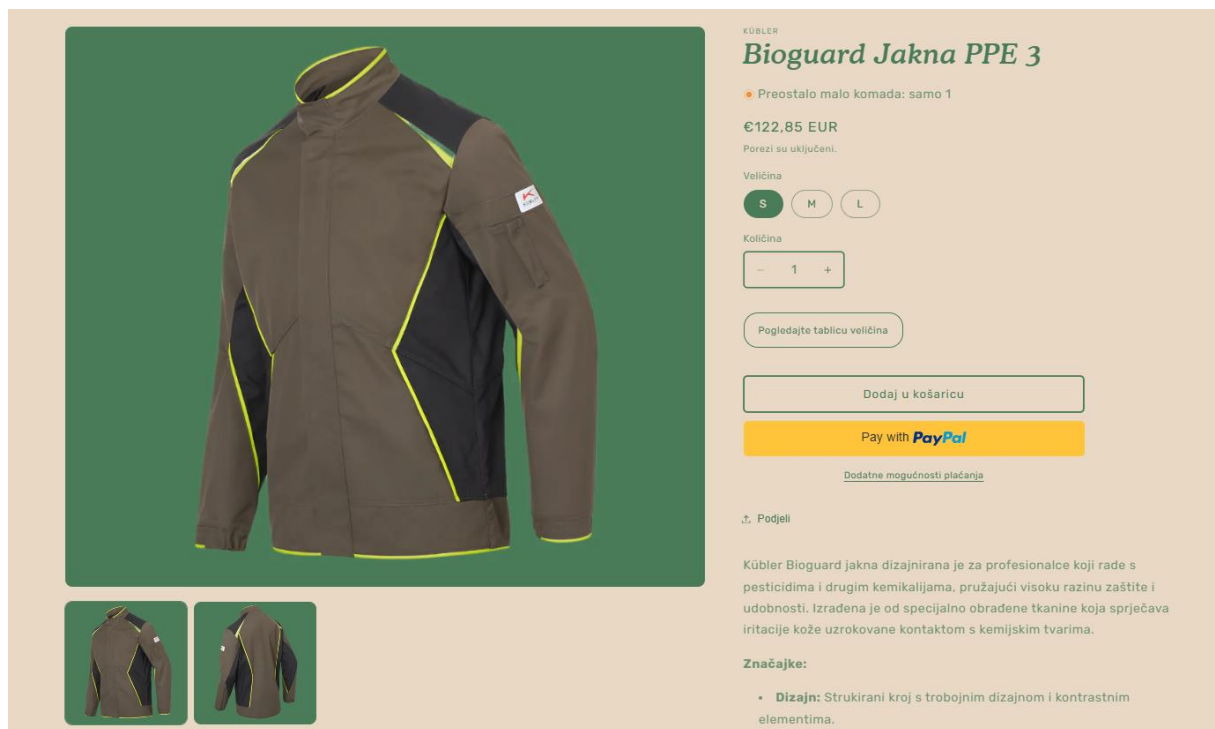 KÜBLER
Bioguard Jakna PPE 3
Preostalo malo komada: samo 1
€122,85 EUR
Porezi su uključeni.
Veličina
S M L
Količina
− 1 +
Pogledajte tablicu veličina
Dodaj u košaricu
Pay with PayPal
Dodatne mogućnosti plaćanja
Podjeli
Kübler Bioguard jakna dizajnirana je za profesionalce koji rade s
pesticidima i drugim kemikalijama, pružajući visoku razinu zaštite i
udobnosti. Izrađena je od specijalno obrađene tkanine koja sprječava
iritacije kože uzrokovane kontaktom s kemijskim tvarima.
Značajke:
• Dizajn: Strukirani kroj s trobojnim dizajnom i kontrastnim
elementima.